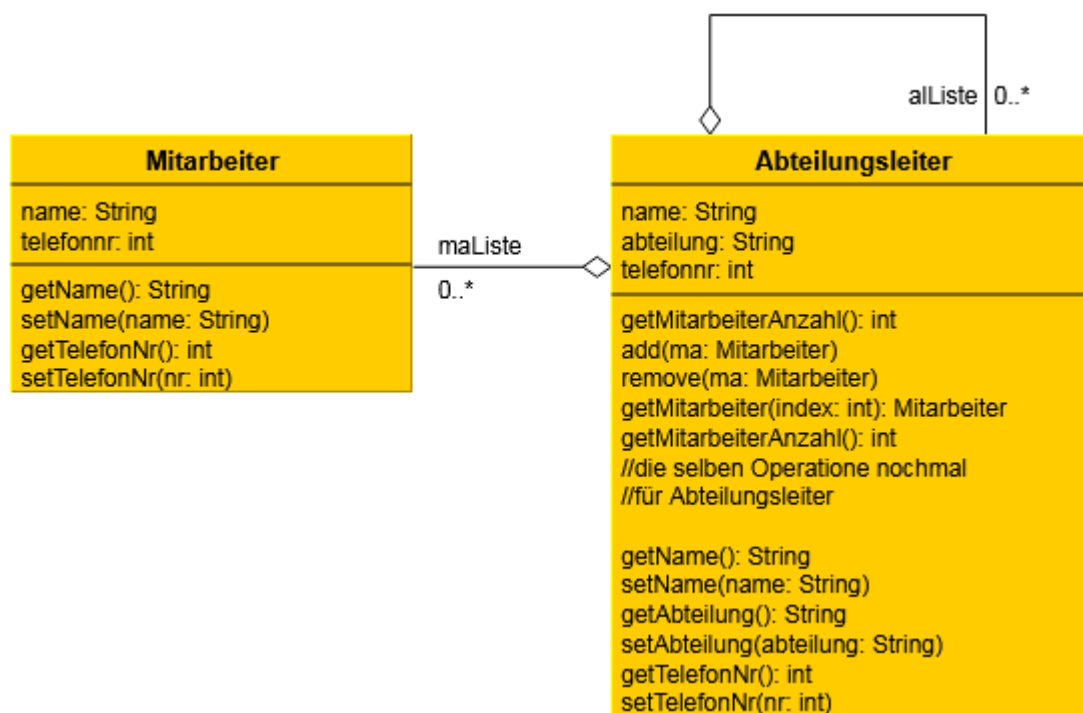 alListe 0..*
Mitarbeiter
name: String
telefonnr: int
getName(): String
setName(name: String)
getTelefonNr(): int
setTelefonNr(nr: int)
maListe
0..*
Abteilungsleiter
name: String
abteilung: String
telefonnr: int
getMitarbeiterAnzahl(): int
add(ma: Mitarbeiter)
remove(ma: Mitarbeiter)
getMitarbeiter(index: int): Mitarbeiter
getMitarbeiterAnzahl(): int
//die selben Operatione nochmal
//für Abteilungsleiter
getName(): String
setName(name: String)
getAbteilung(): String
setAbteilung(abteilung: String)
getTelefonNr(): int
setTelefonNr(nr: int)